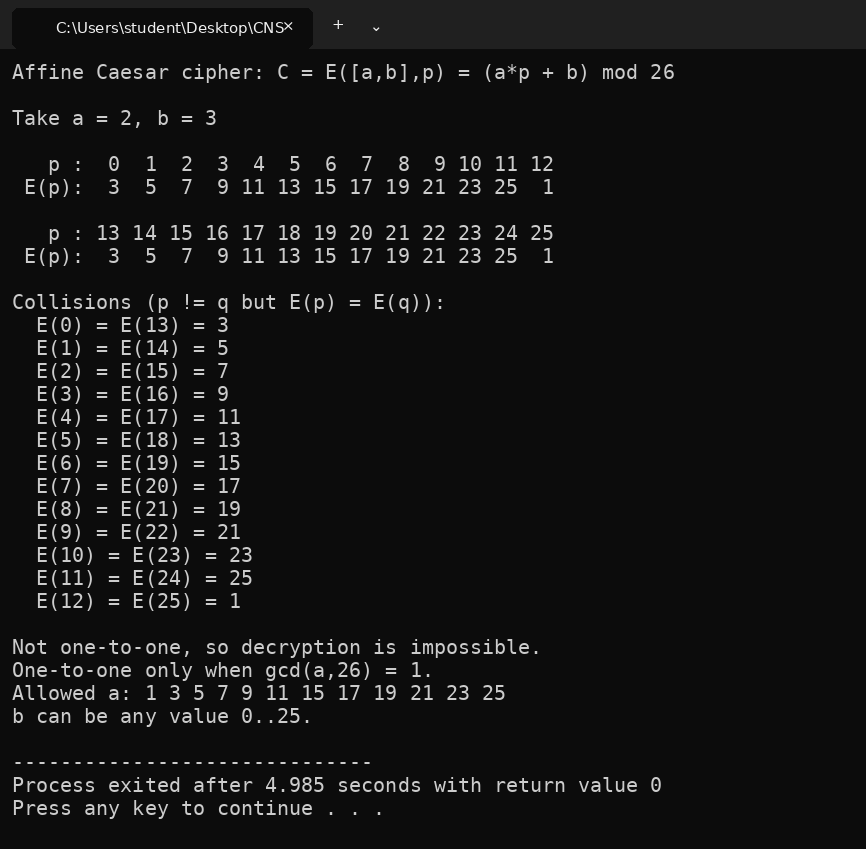 C:\Users\student\Desktop\CNS
Affine Caesar cipher: C = E([a,b],p) = (a*p + b) mod 26

Take a = 2, b = 3

   p :  0  1  2  3  4  5  6  7  8  9 10 11 12
 E(p):  3  5  7  9 11 13 15 17 19 21 23 25  1

   p : 13 14 15 16 17 18 19 20 21 22 23 24 25
 E(p):  3  5  7  9 11 13 15 17 19 21 23 25  1

Collisions (p != q but E(p) = E(q)):
  E(0) = E(13) = 3
  E(1) = E(14) = 5
  E(2) = E(15) = 7
  E(3) = E(16) = 9
  E(4) = E(17) = 11
  E(5) = E(18) = 13
  E(6) = E(19) = 15
  E(7) = E(20) = 17
  E(8) = E(21) = 19
  E(9) = E(22) = 21
  E(10) = E(23) = 23
  E(11) = E(24) = 25
  E(12) = E(25) = 1

Not one-to-one, so decryption is impossible.
One-to-one only when gcd(a,26) = 1.
Allowed a: 1 3 5 7 9 11 15 17 19 21 23 25
b can be any value 0..25.

------------------------------
Process exited after 4.985 seconds with return value 0
Press any key to continue . . .